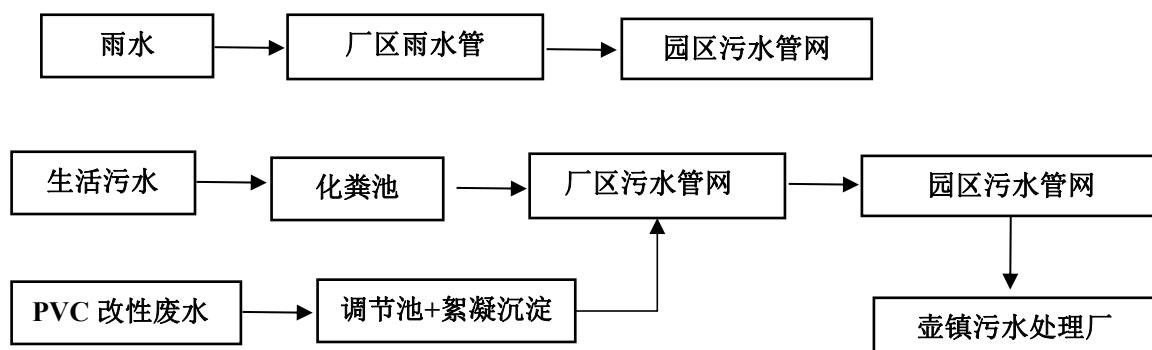 雨水
厂区雨水管
园区污水管网
生活污水
化粪池
厂区污水管网
园区污水管网
PVC 改性废水
调节池+絮凝沉淀
壶镇污水处理厂